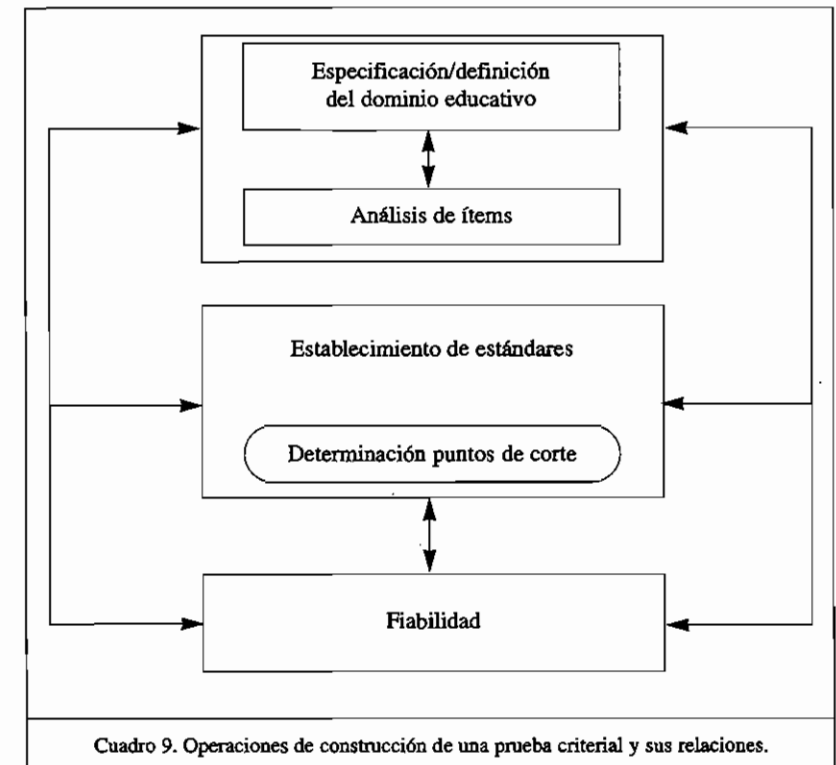 Especificación/definición
del dominio educativo
Análisis de ítems
Establecimiento de estándares
Determinación puntos de corte
Fiabilidad
Cuadro 9. Operaciones de construcción de una prueba criterial y sus relaciones.